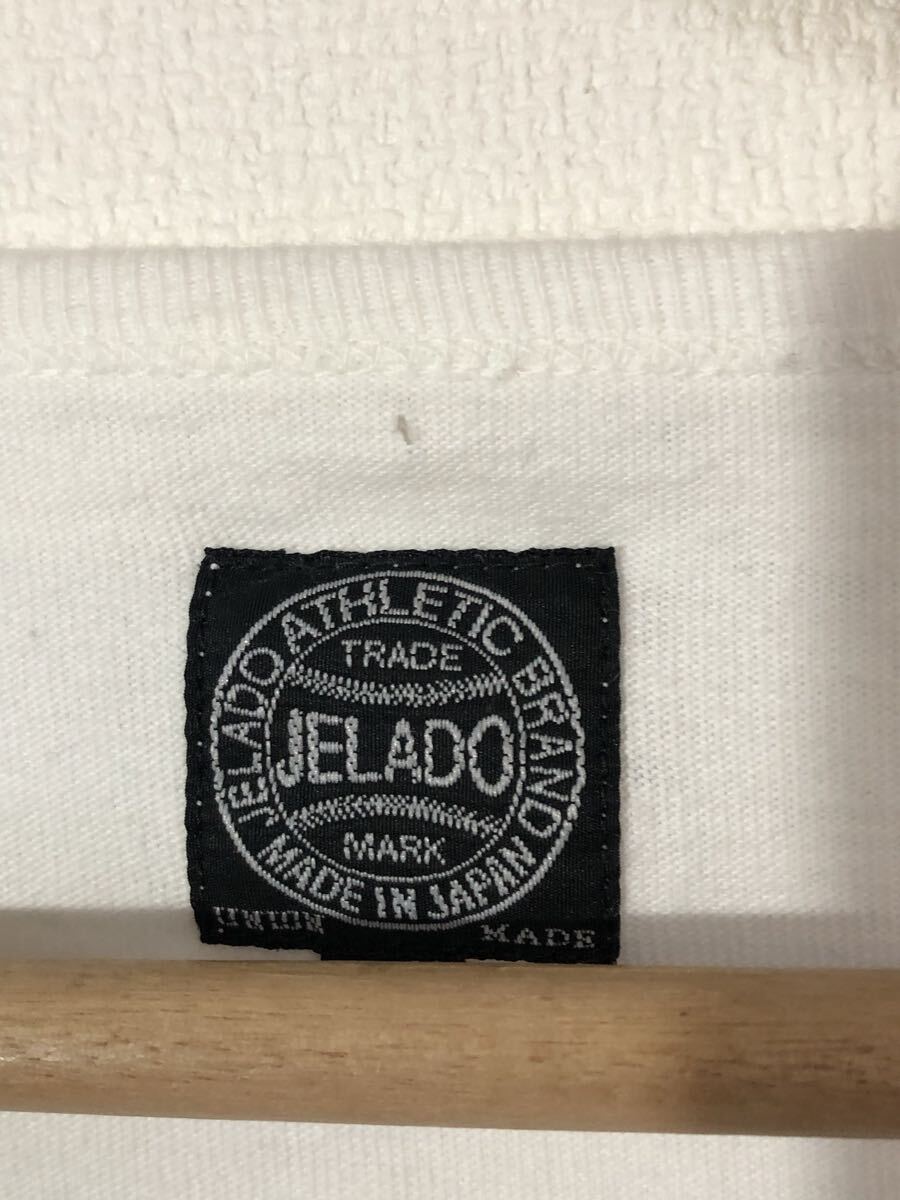 JELADO ATHLETIC BRAND
TRADE
JELADO
MARK
MADE IN JAPAN
UNION MADE